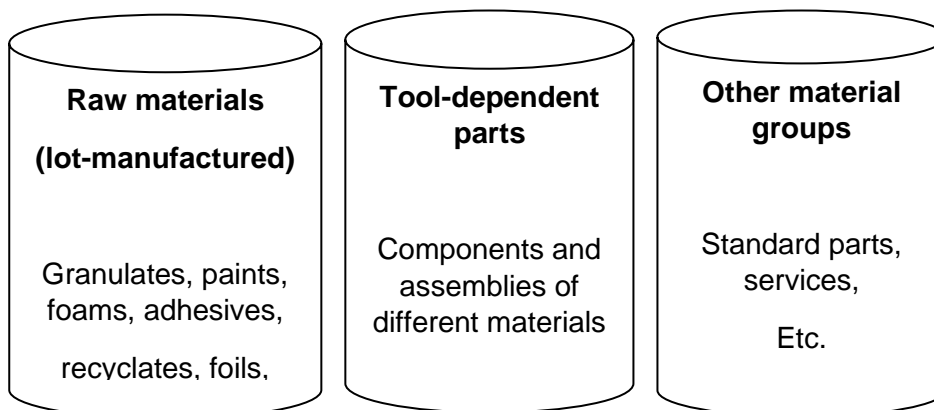 Raw materials
(lot-manufactured)
Granulates, paints,
foams, adhesives,
recyclates, foils,
Tool-dependent
parts
Components and
assemblies of
different materials
Other material
groups
Standard parts,
services,
Etc.